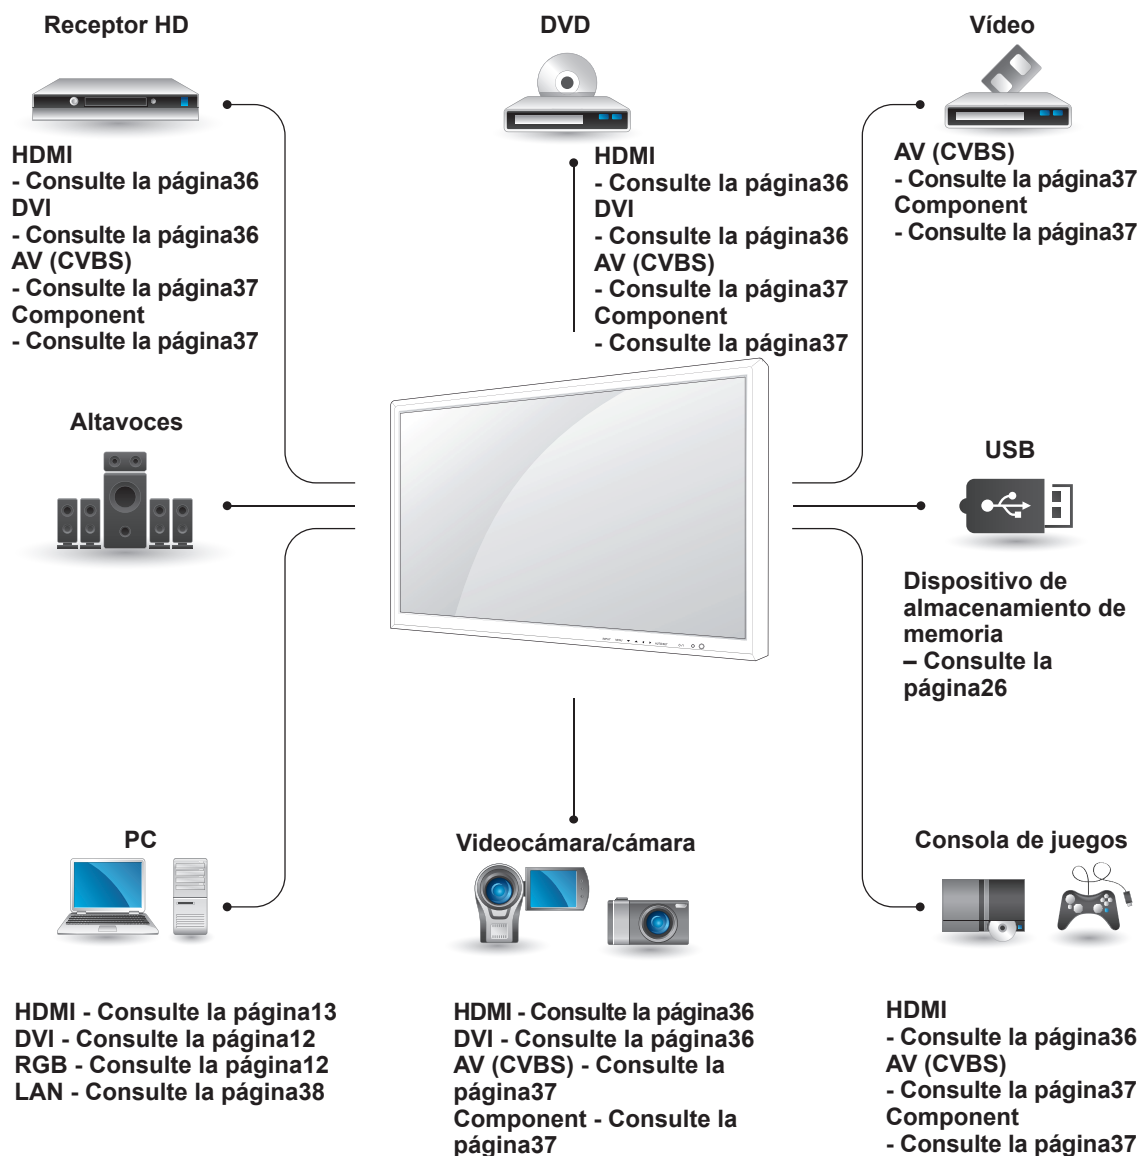 Receptor HD
HDMI
- Consulte la página36
DVI
- Consulte la página36
AV (CVBS)
- Consulte la página37
Component
- Consulte la página37
DVD
HDMI
- Consulte la página36
DVI
- Consulte la página36
AV (CVBS)
- Consulte la página37
Component
- Consulte la página37
Vídeo
AV (CVBS)
- Consulte la página37
Component
- Consulte la página37
Altavoces
USB
Dispositivo de
almacenamiento de
memoria
– Consulte la
página26
PC
HDMI - Consulte la página13
DVI - Consulte la página12
RGB - Consulte la página12
LAN - Consulte la página38
Videocámara/cámara
HDMI - Consulte la página36
DVI - Consulte la página36
AV (CVBS) - Consulte la
página37
Component - Consulte la
página37
Consola de juegos
HDMI
- Consulte la página36
AV (CVBS)
- Consulte la página37
Component
- Consulte la página37